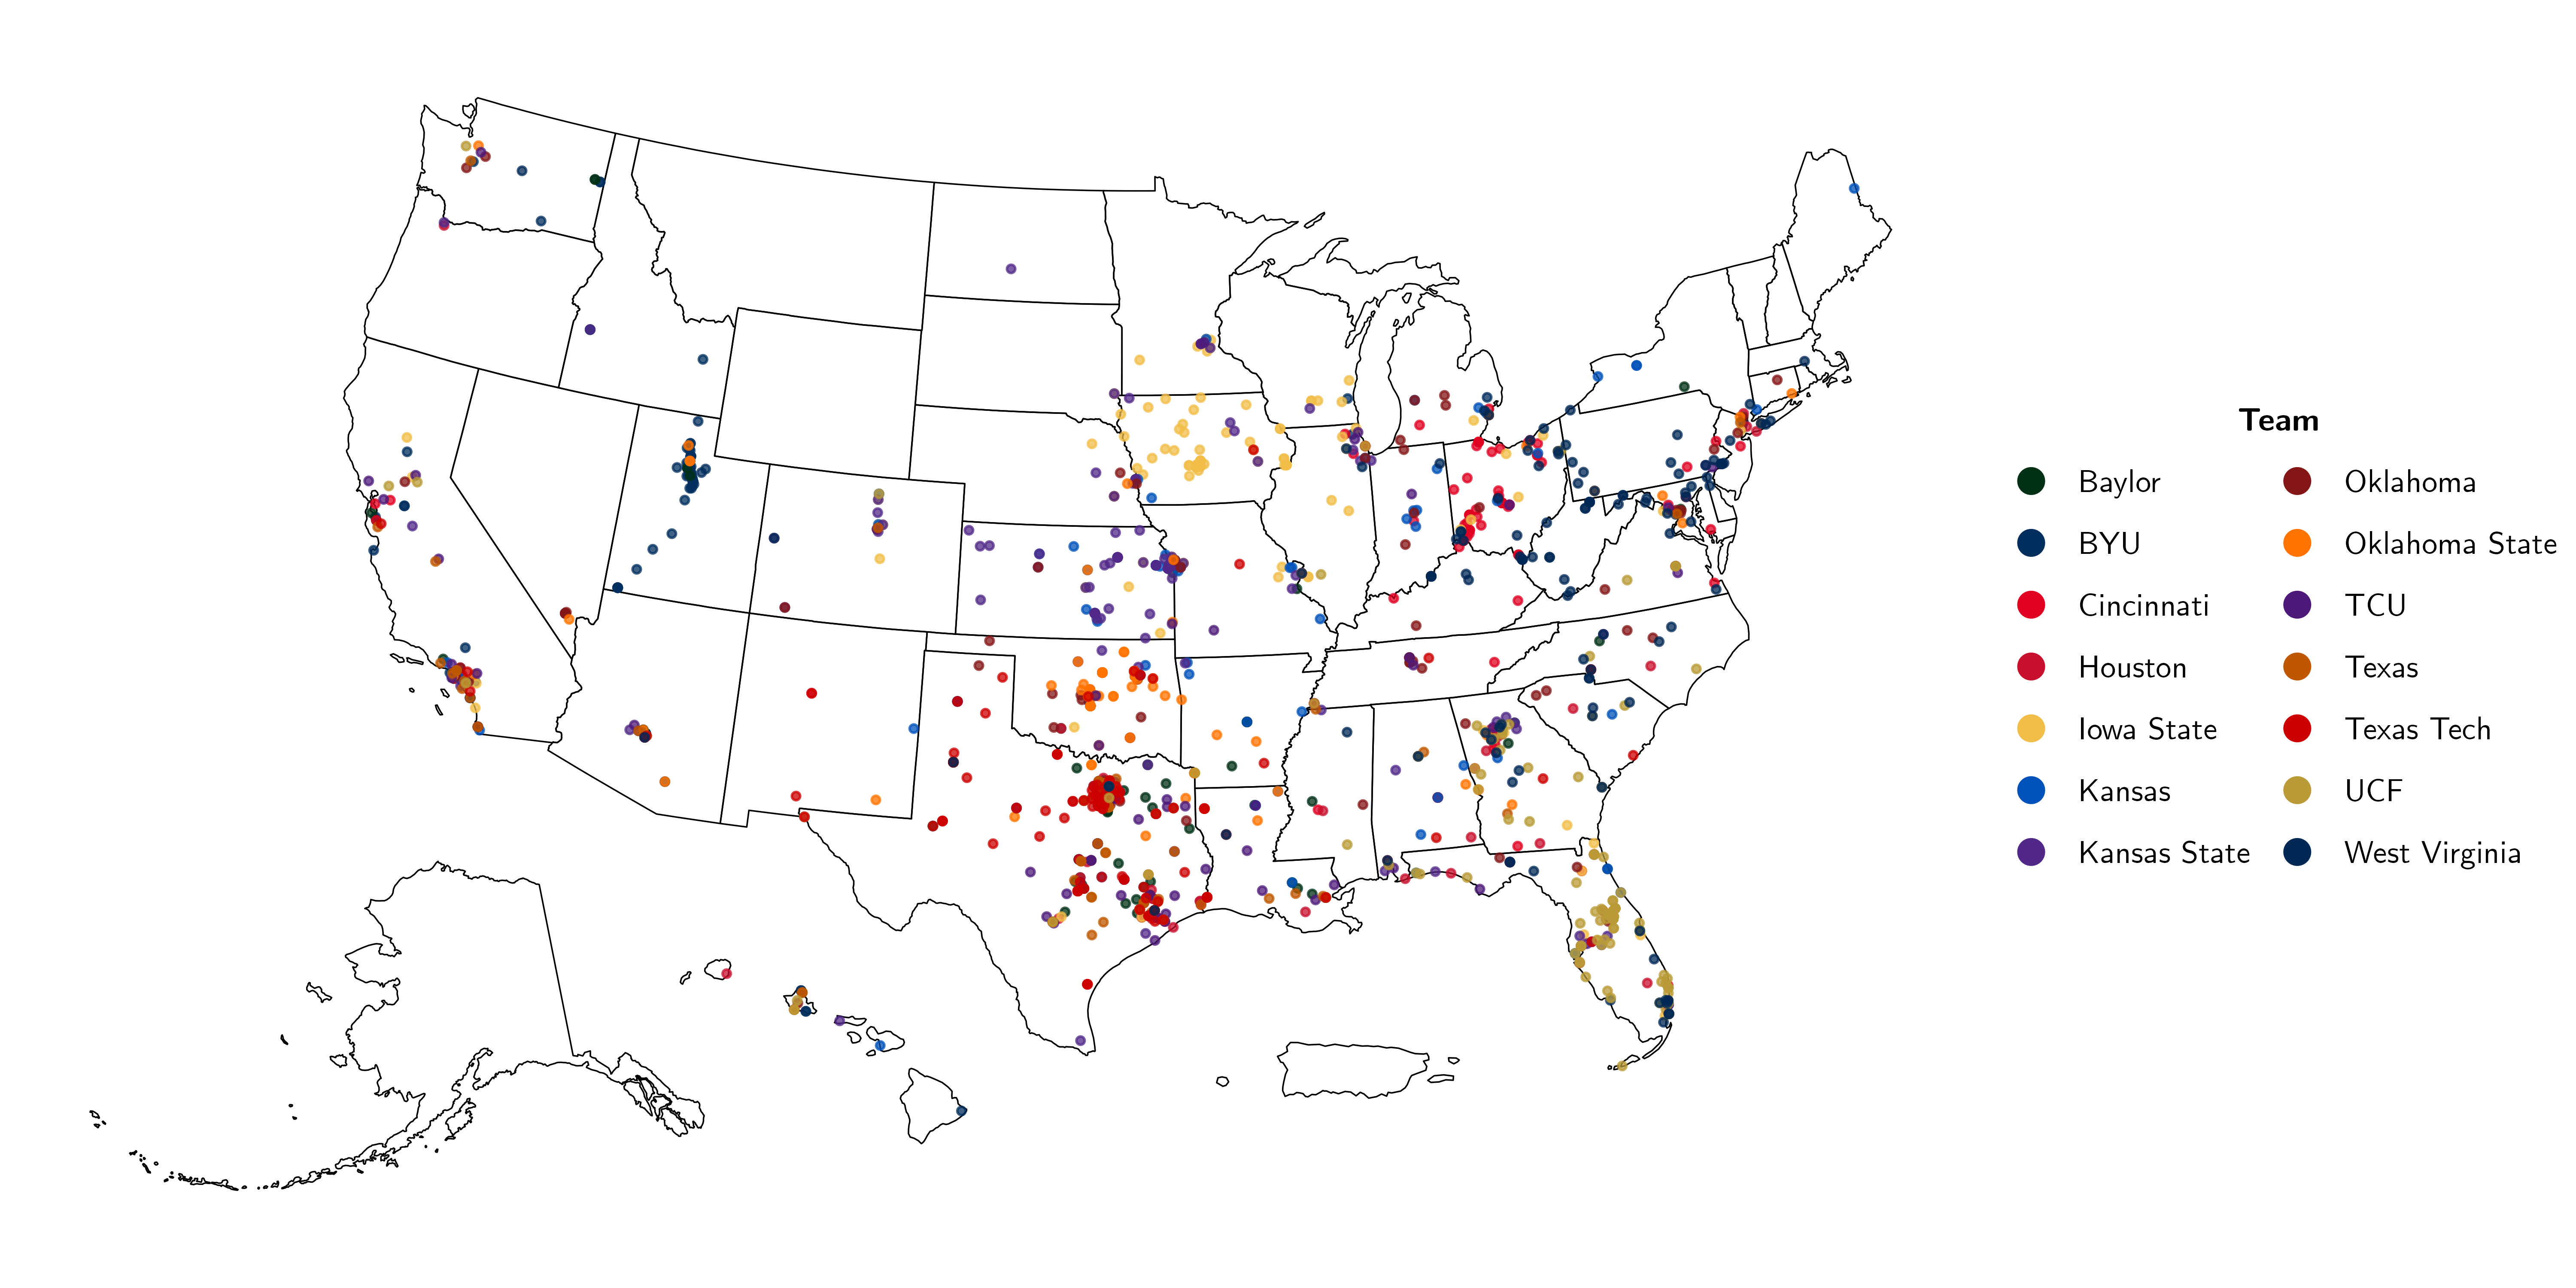 Team
Baylor
BYU
Cincinnati
Houston
Iowa State
Kansas
Kansas State
Oklahoma
Oklahoma State
TCU
Texas
Texas Tech
UCF
West Virginia